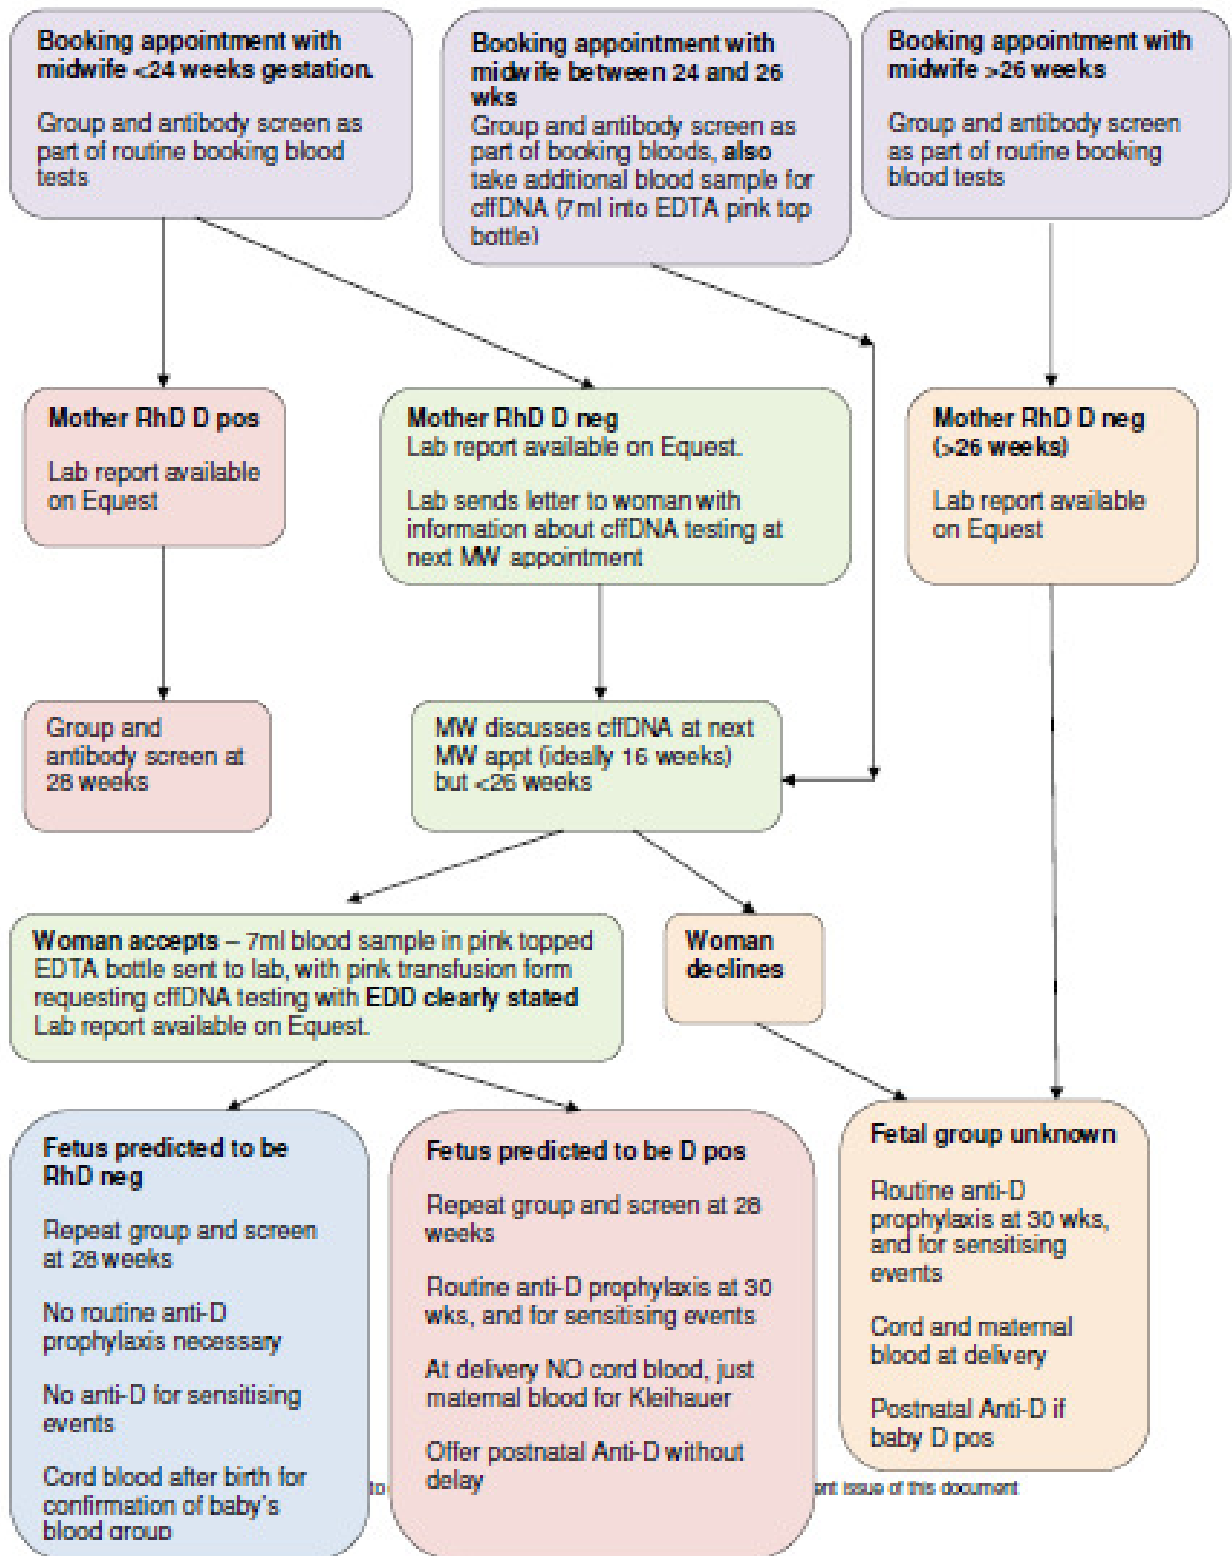 Booking appointment with
midwife <24 weeks gestation.
Group and antibody screen as
part of routine booking blood
tests
Booking appointment with
midwife between 24 and 26
wks
Group and antibody screen as
part of booking bloods, also
take additional blood sample for
cffDNA (7ml into EDTA pink top
bottle)
Booking appointment with
midwife >26 weeks
Group and antibody screen
as part of routine booking
blood tests
Mother RhD D pos
Lab report available
on Equest
Mother RhD D neg
Lab report available on Equest.
Lab sends letter to woman with
information about cffDNA testing at
next MW appointment
Mother RhD D neg
(>26 weeks)
Lab report available
on Equest
Group and
antibody screen at
28 weeks
MW discusses cffDNA at next
MW appt (ideally 16 weeks)
but <26 weeks
Woman accepts – 7ml blood sample in pink topped
EDTA bottle sent to lab, with pink transfusion form
requesting cffDNA testing with EDD clearly stated
Lab report available on Equest.
Woman
declines
Fetus predicted to be
RhD neg
Repeat group and screen
at 28 weeks
No routine anti-D
prophylaxis necessary
No anti-D for sensitising
events
Cord blood after birth for
confirmation of baby's
blood group
Fetus predicted to be D pos
Repeat group and screen at 28
weeks
Routine anti-D prophylaxis at 30
wks, and for sensitising events
At delivery NO cord blood, just
maternal blood for Kleihauer
Offer postnatal Anti-D without
delay
Fetal group unknown
Routine anti-D
prophylaxis at 30 wks,
and for sensitising
events
Cord and maternal
blood at delivery
Postnatal Anti-D if
baby D pos
to
ent issue of this document